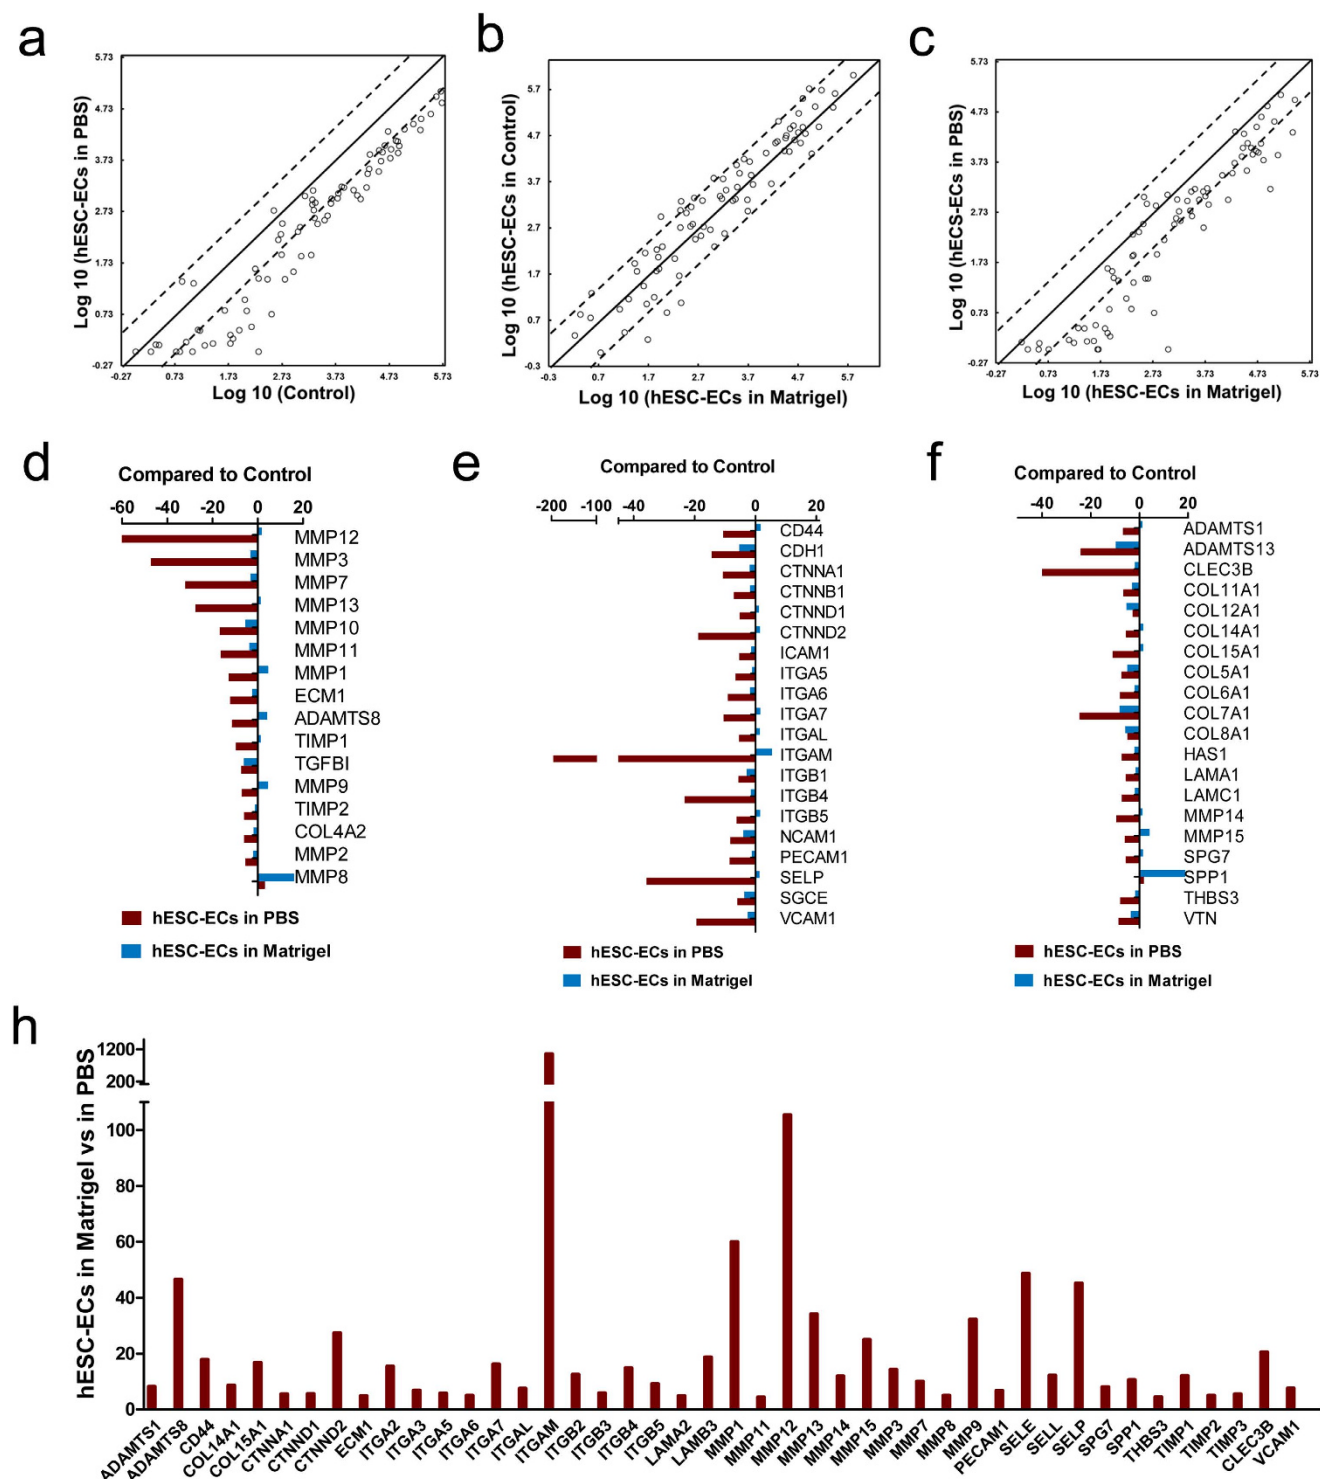 a
b
c
Log 10 (hESC-ECs in PBS)
5.73
4.73
3.73
2.73
1.73
0.73
-0.27
-0.27 0.73 1.73 2.73 3.73 4.73 5.73
Log 10 (Control)
Log 10 (hESC-ECs in Control)
5.7
4.7
3.7
2.7
1.7
0.7
-0.3
-0.3 0.7 1.7 2.7 3.7 4.7 5.7
Log 10 (hESC-ECs in Matrigel)
Log 10 (hECS-ECs in PBS)
5.73
4.73
3.73
2.73
1.73
0.73
-0.27
-0.27 0.73 1.73 2.73 3.73 4.73 5.73
Log 10 (hESC-ECs in Matrigel)
d
Compared to Control
-60 -40 -20 0 20
MMP12
MMP3
MMP7
MMP13
MMP10
MMP11
MMP1
ECM1
ADAMTS8
TIMP1
TGFBI
MMP9
TIMP2
COL4A2
MMP2
MMP8
hESC-ECs in PBS
hESC-ECs in Matrigel
e
Compared to Control
-200 -100 -40 -20 0 20
CD44
CDH1
CTNNA1
CTNNB1
CTNND1
CTNND2
ICAM1
ITGA5
ITGA6
ITGA7
ITGAL
ITGAM
ITGB1
ITGB4
ITGB5
NCAM1
PECAM1
SELP
SGCE
VCAM1
hESC-ECs in PBS
hESC-ECs in Matrigel
f
Compared to Control
-40 -20 0 20
ADAMTS1
ADAMTS13
CLEC3B
COL11A1
COL12A1
COL14A1
COL15A1
COL5A1
COL6A1
COL7A1
COL8A1
HAS1
LAMA1
LAMC1
MMP14
MMP15
SPG7
SPP1
THBS3
VTN
hESC-ECs in PBS
hESC-ECs in Matrigel
h
hESC-ECs in Matrigel vs in PBS
1200
200
100
80
60
40
20
0
ADAMTS1
ADAMTS8
CD44
COL14A1
COL15A1
CTNNA1
CTNND1
CTNND2
ECM1
ITGA2
ITGA3
ITGA5
ITGA6
ITGA7
ITGAL
ITGAM
ITGB2
ITGB3
ITGB4
ITGB5
LAMA2
LAMB3
MMP1
MMP11
MMP12
MMP13
MMP14
MMP15
MMP3
MMP7
MMP8
MMP9
PECAM1
SELE
SELL
SELP
SPG7
SPP1
THBS3
TIMP1
TIMP2
TIMP3
CLEC3B
VCAM1